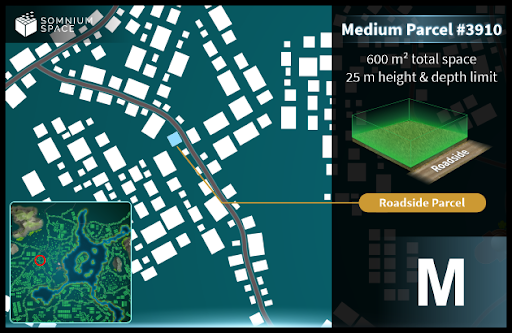 SOMNIUM
SPACE
Medium Parcel #3910
600 m² total space
25 m height & depth limit
Roadside
Roadside Parcel
M